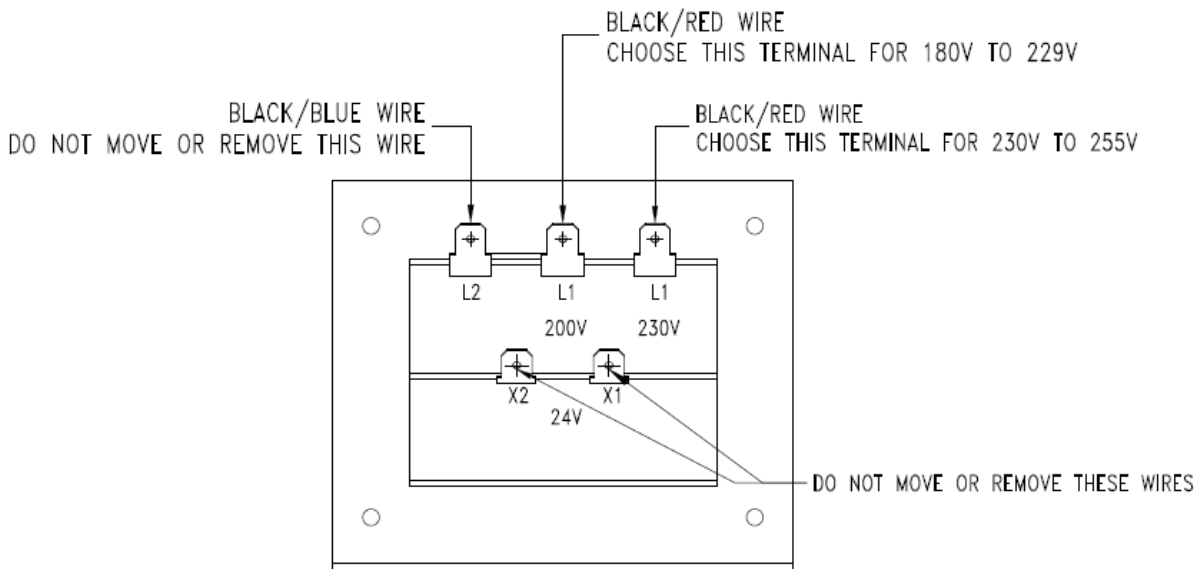 BLACK/RED WIRE
CHOOSE THIS TERMINAL FOR 180V TO 229V
BLACK/BLUE WIRE
DO NOT MOVE OR REMOVE THIS WIRE
BLACK/RED WIRE
CHOOSE THIS TERMINAL FOR 230V TO 255V
L2 L1 L1
200V 230V
X2 X1
24V
DO NOT MOVE OR REMOVE THESE WIRES